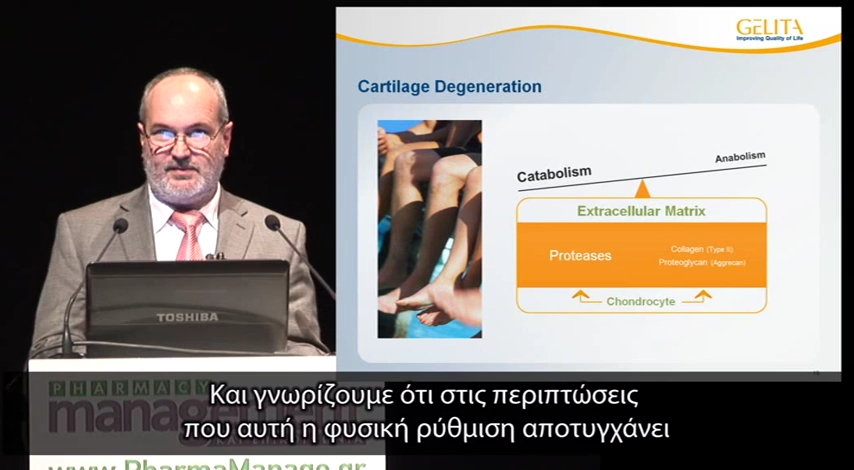 GELITA
Improving Quality of Life
Cartilage Degeneration
Catabolism
Anabolism
Extracellular Matrix
Proteases
Collagen (Type II)
Proteoglycan (Aggrecan)
Chondrocyte
TOSHIBA
PHARMACY
management
Και γνωρίζουμε ότι στις περιπτώσεις
που αυτή η φυσική ρύθμιση αποτυγχάνει
www.PharmaManage.gr